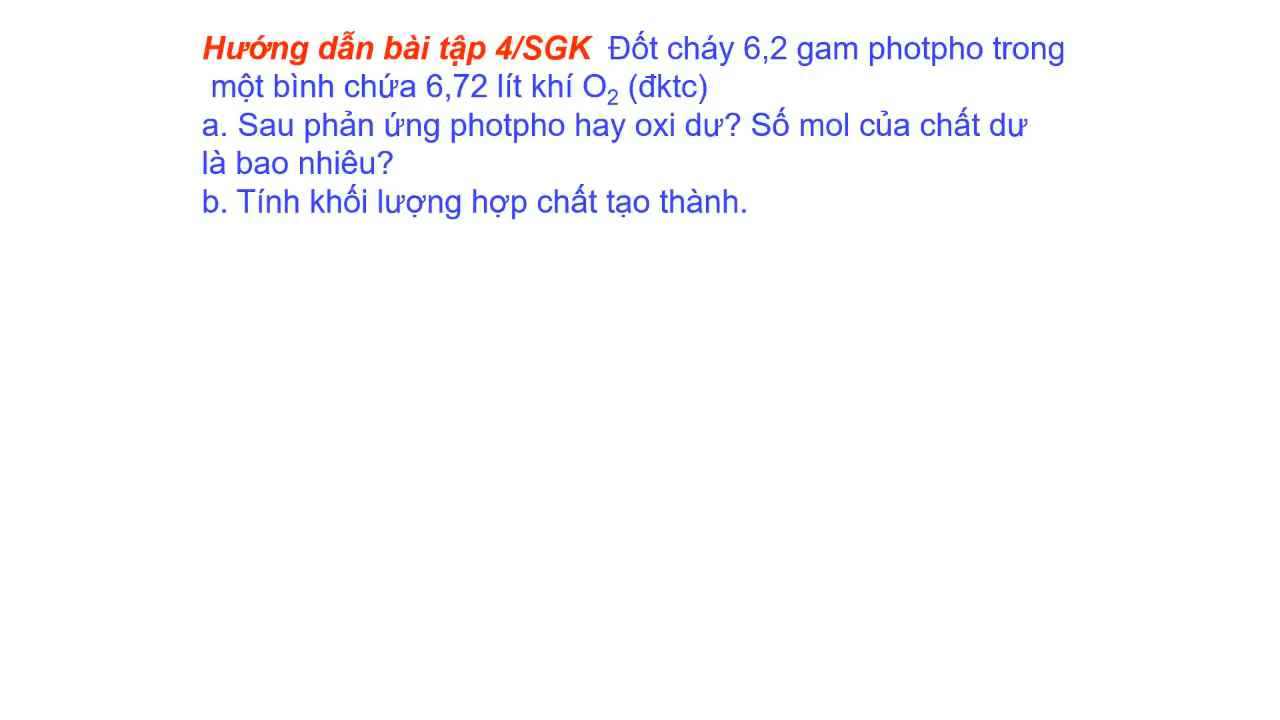 Hướng dẫn bài tập 4/SGK Đốt cháy 6,2 gam photpho trong
một bình chứa 6,72 lít khí O₂ (đktc)
a. Sau phản ứng photpho hay oxi dư? Số mol của chất dư
là bao nhiêu?
b. Tính khối lượng hợp chất tạo thành.